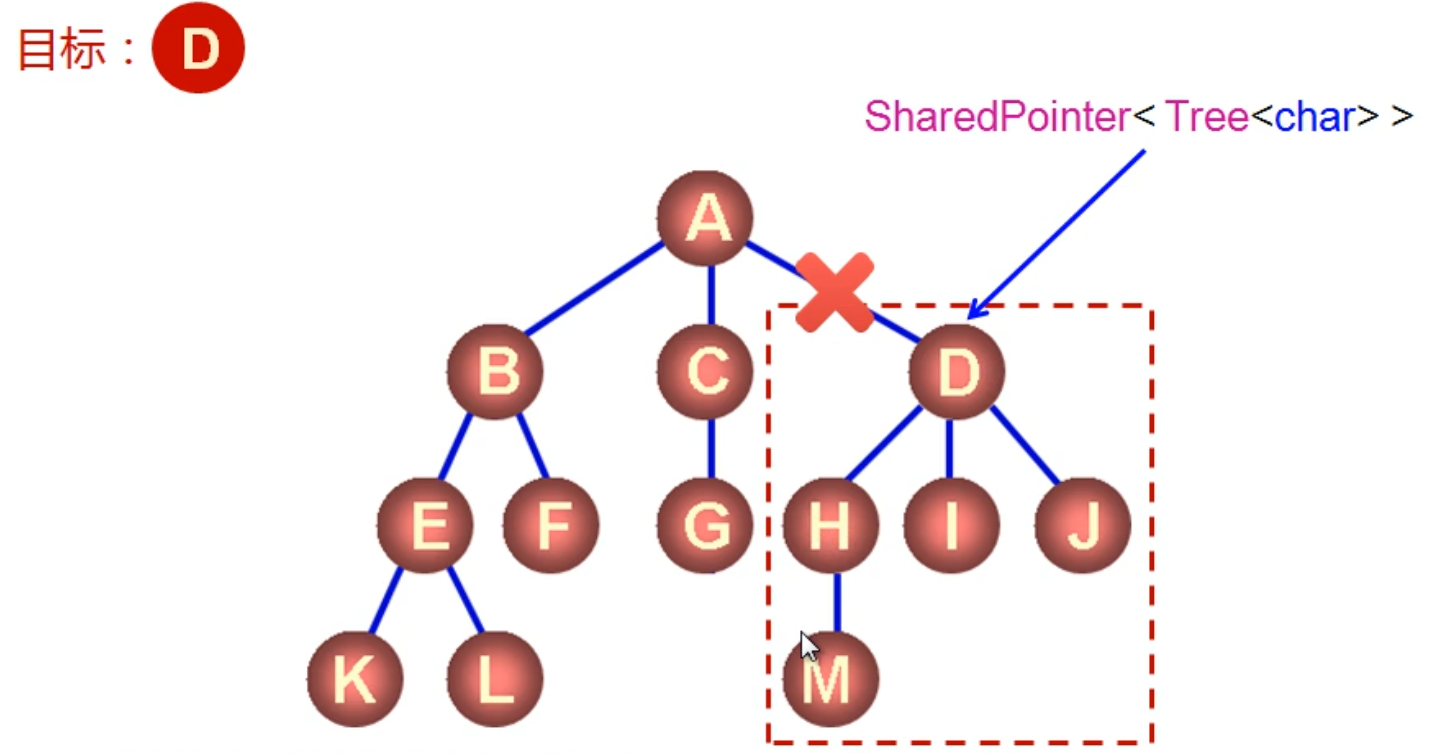 目标：D
SharedPointer< Tree<char> >
A
B C D
E F G H I J
K L M